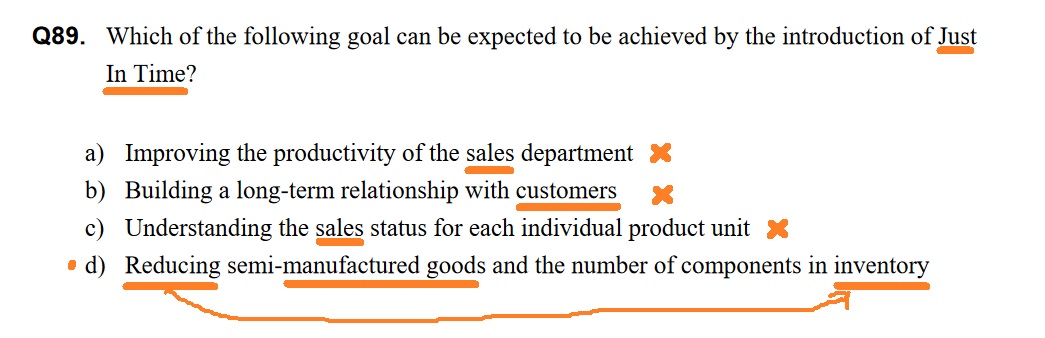 Q89. Which of the following goal can be expected to be achieved by the introduction of Just
In Time?
a) Improving the productivity of the sales department
b) Building a long-term relationship with customers
c) Understanding the sales status for each individual product unit
d) Reducing semi-manufactured goods and the number of components in inventory